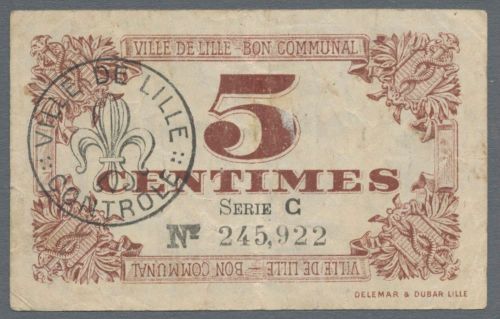 VILLE DE LILLE - BON COMMUNAL
VILLE DE LILLE
CONTROLE
5
CENTIMES
SERIE C
Nº 245,922
VILLE DE LILLE - BON COMMUNAL
DELEMAR & DUBAR LILLE